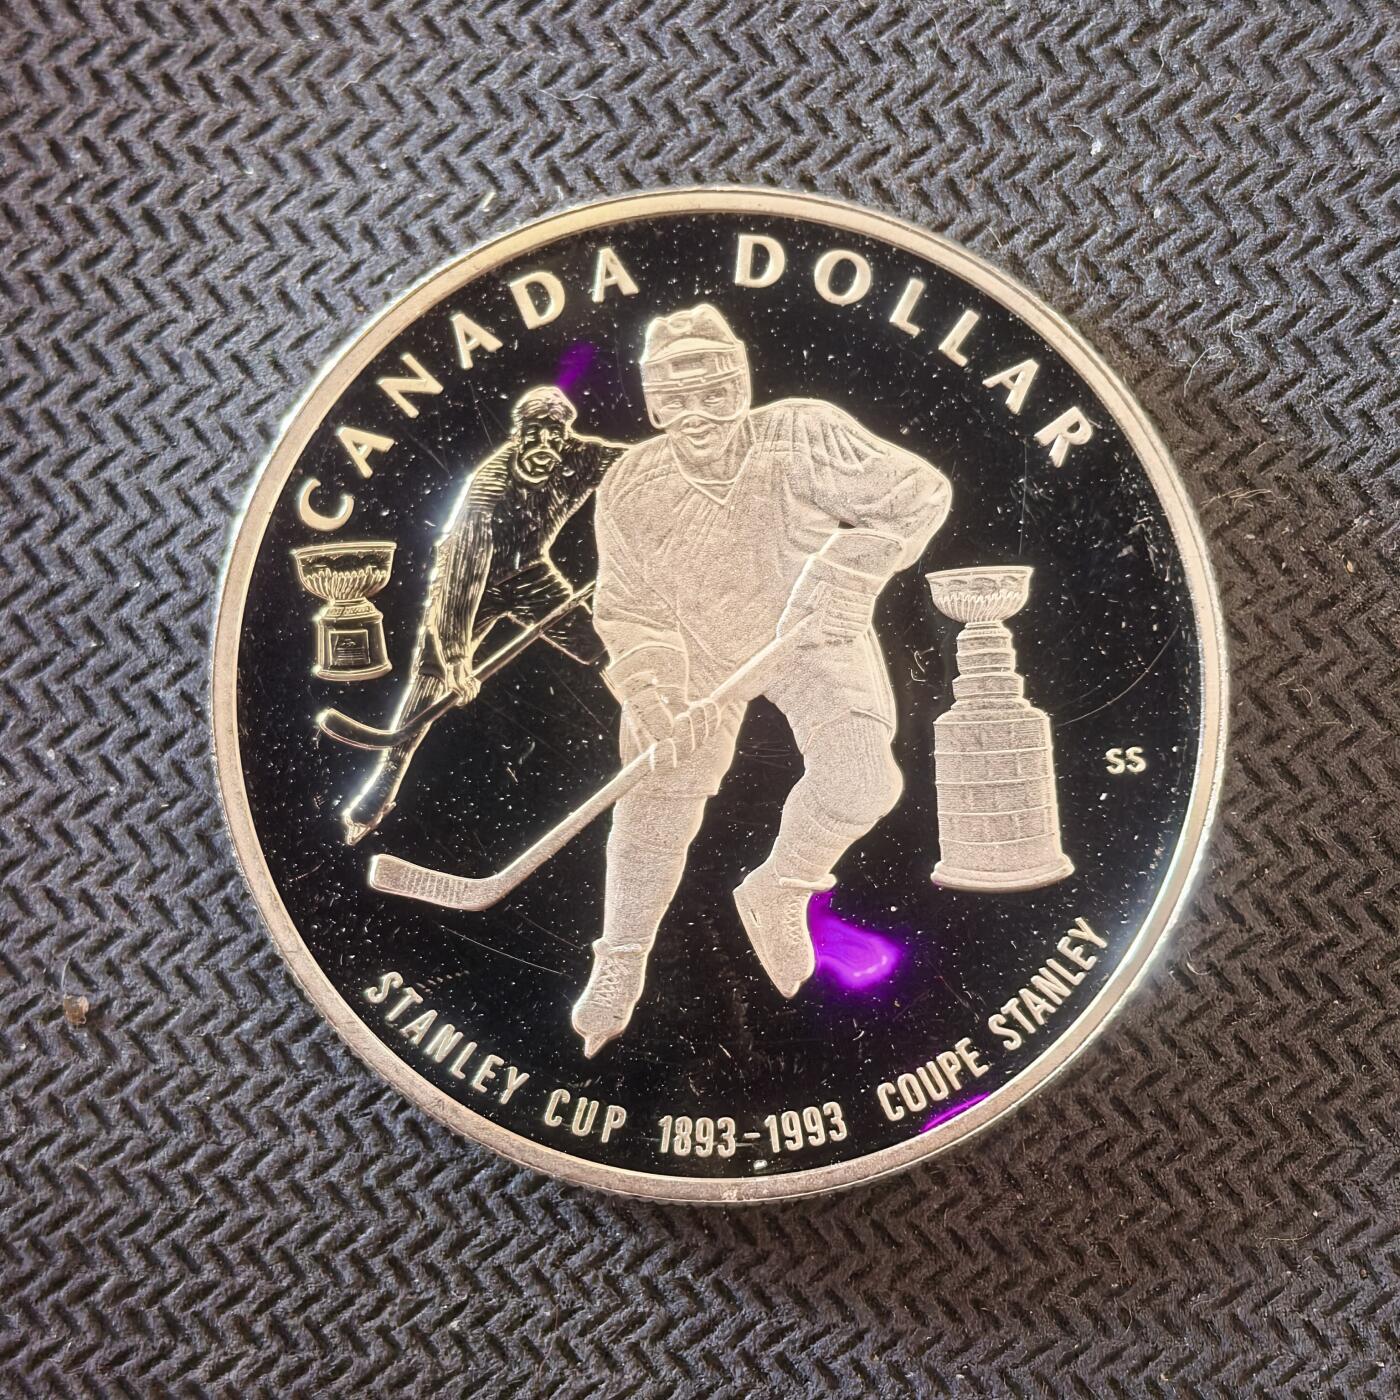 CANADA DOLLAR
SS
STANLEY CUP 1893-1993 COUPE STANLEY